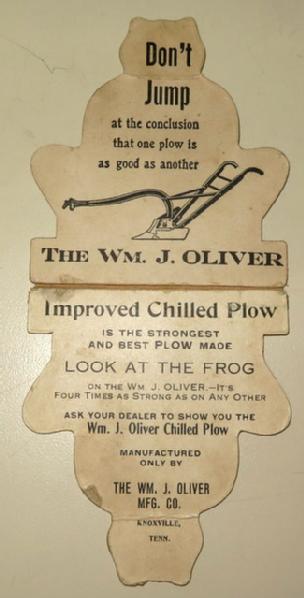 Don't
Jump
at the conclusion
that one plow is
as good as another
THE WM. J. OLIVER
Improved Chilled Plow
IS THE STRONGEST
AND BEST PLOW MADE
LOOK AT THE FROG
ON THE WM J. OLIVER.—IT'S
FOUR TIMES AS STRONG AS ON ANY OTHER
ASK YOUR DEALER TO SHOW YOU THE
Wm. J. Oliver Chilled Plow
MANUFACTURED
ONLY BY
THE WM. J. OLIVER
MFG. CO.
KNOXVILLE,
TENN.